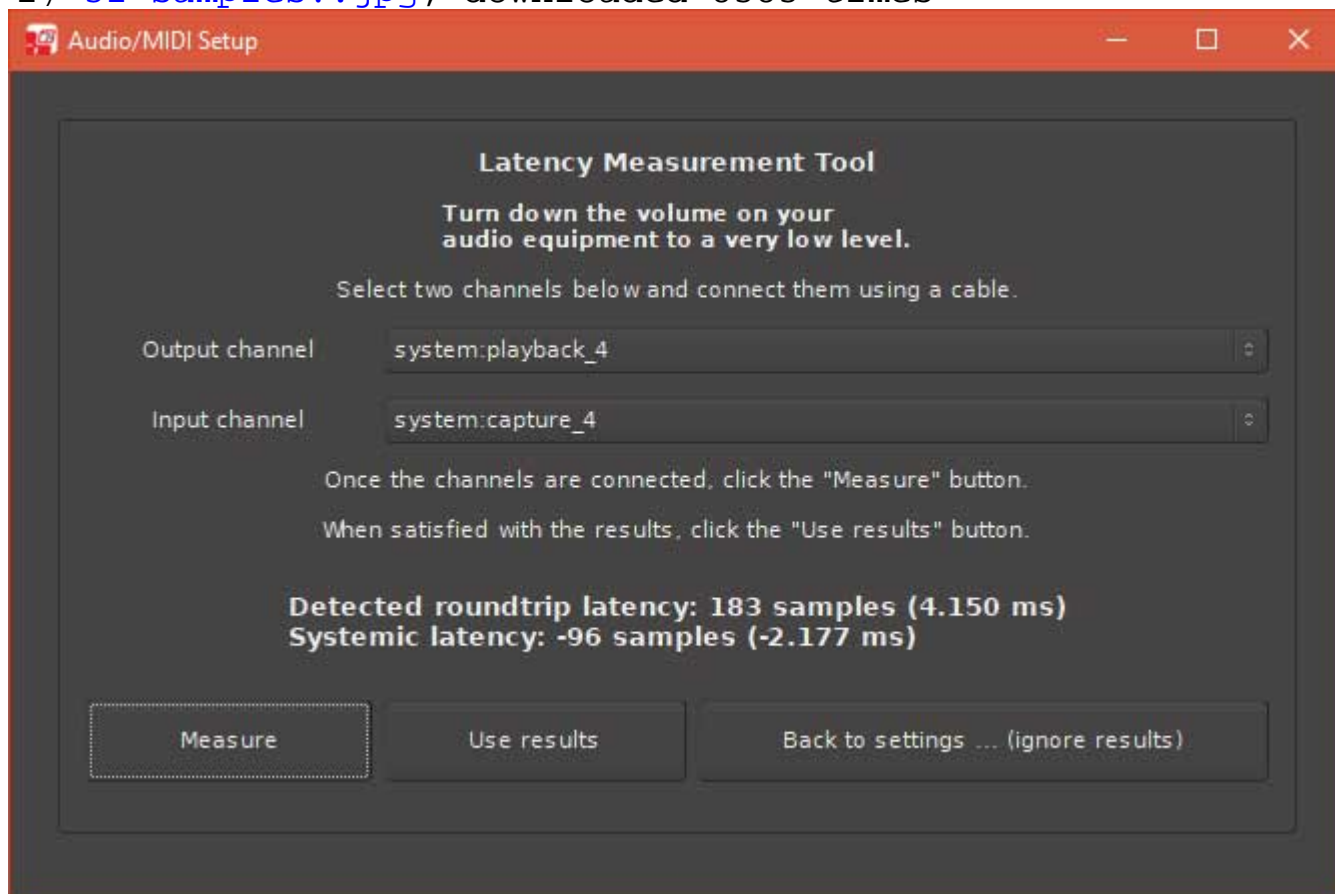 Audio/MIDI Setup
Latency Measurement Tool
Turn down the volume on your
audio equipment to a very low level.
Select two channels below and connect them using a cable.
Output channel system:playback_4
Input channel system:capture_4
Once the channels are connected, click the "Measure" button.
When satisfied with the results, click the "Use results" button.
Detected roundtrip latency: 183 samples (4.150 ms)
Systemic latency: -96 samples (-2.177 ms)
Measure Use results Back to settings ... (ignore results)